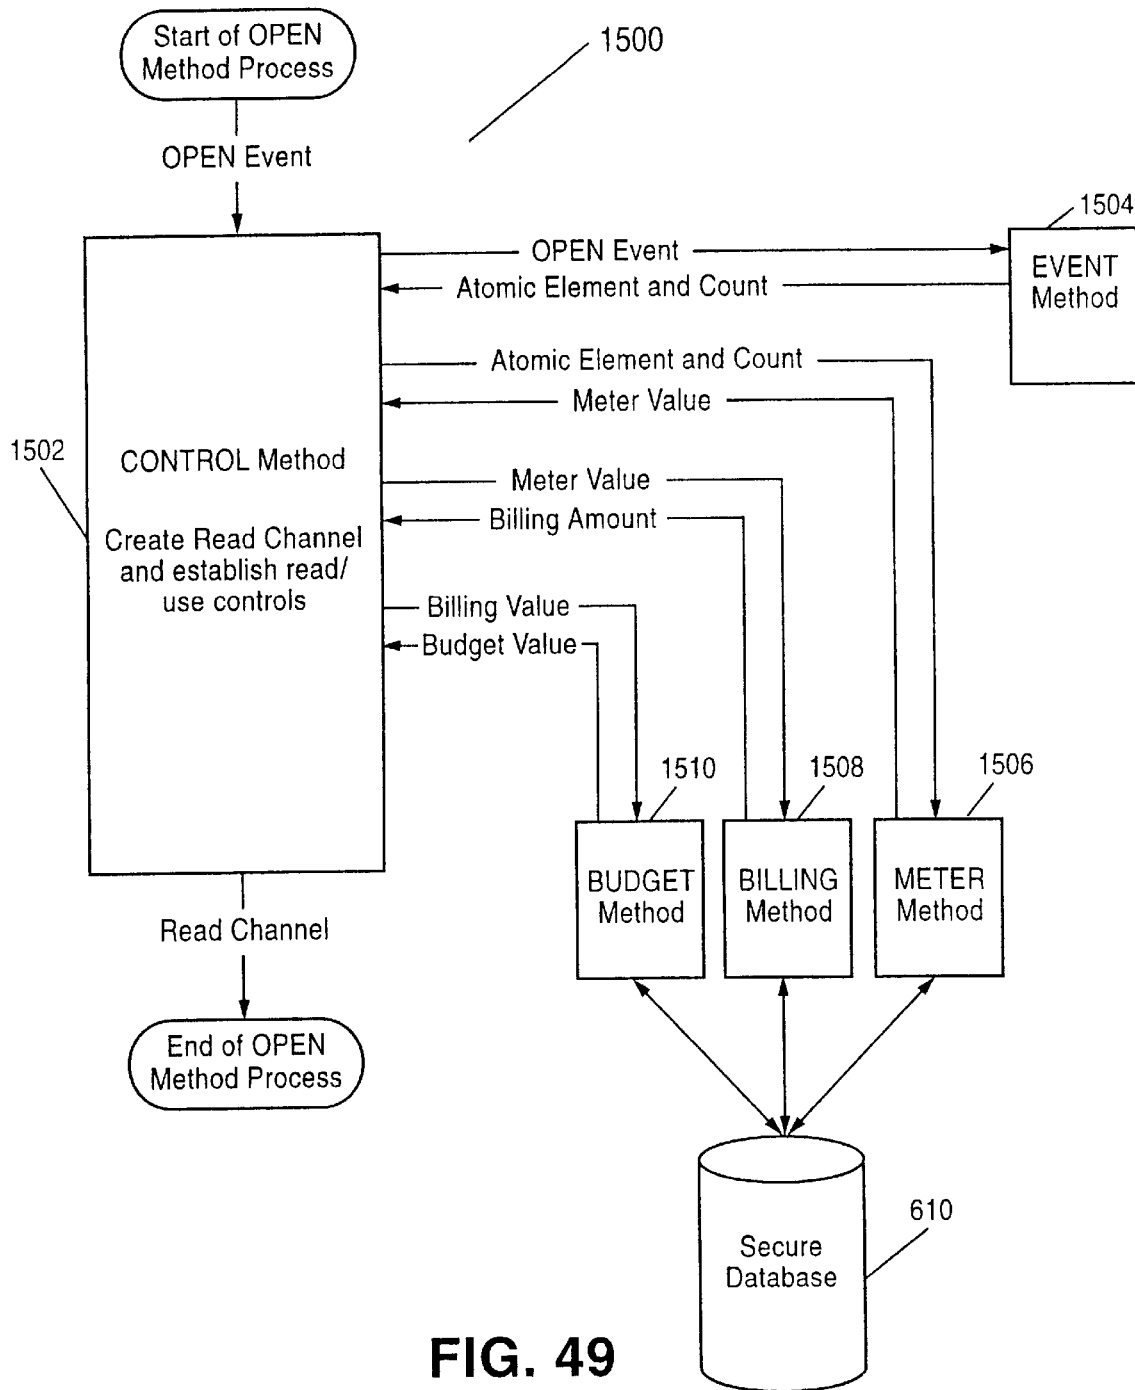 Start of OPEN
Method Process
1500
OPEN Event
1504
OPEN Event
EVENT
Method
Atomic Element and Count
Atomic Element and Count
Meter Value
1502
CONTROL Method
Meter Value
Billing Amount
Create Read Channel
and establish read/
use controls
Billing Value
Budget Value
1510
1508
1506
BUDGET
Method
BILLING
Method
METER
Method
Read Channel
End of OPEN
Method Process
610
Secure
Database
FIG. 49